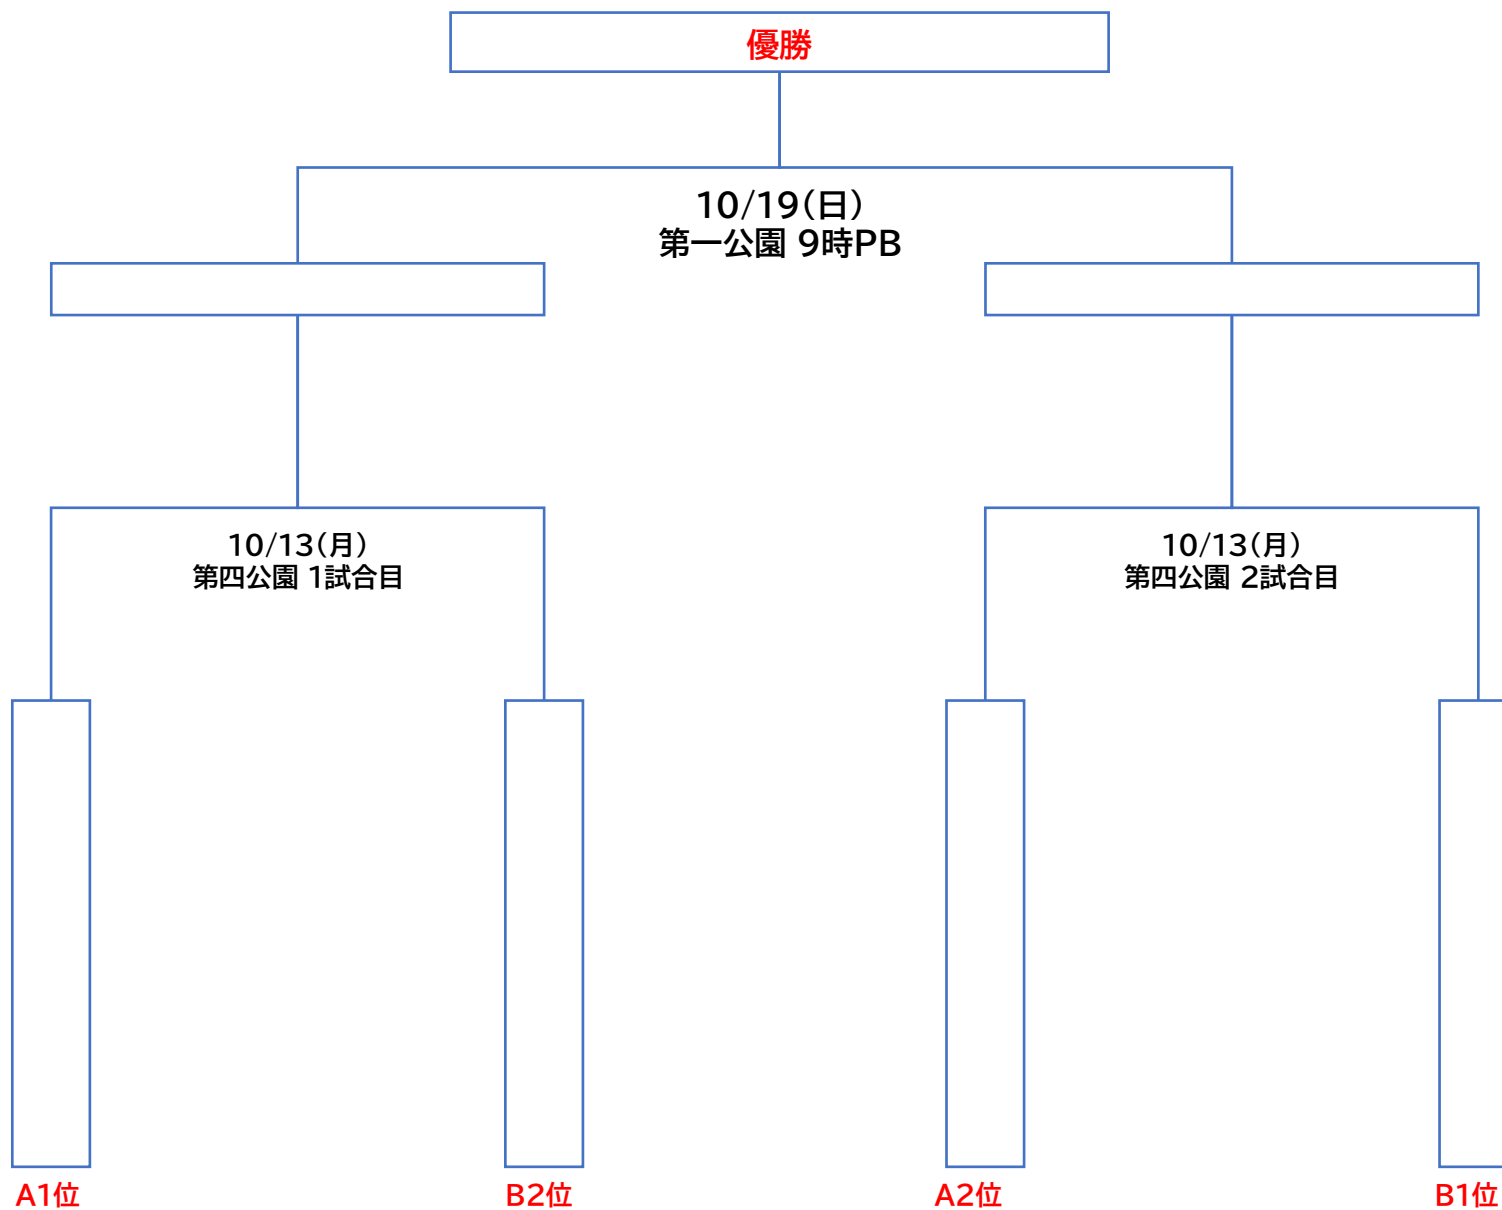 優勝
10/19(日)
第一公園 9時PB
10/13(月)
第四公園 1試合目
10/13(月)
第四公園 2試合目
A1位
B2位
A2位
B1位